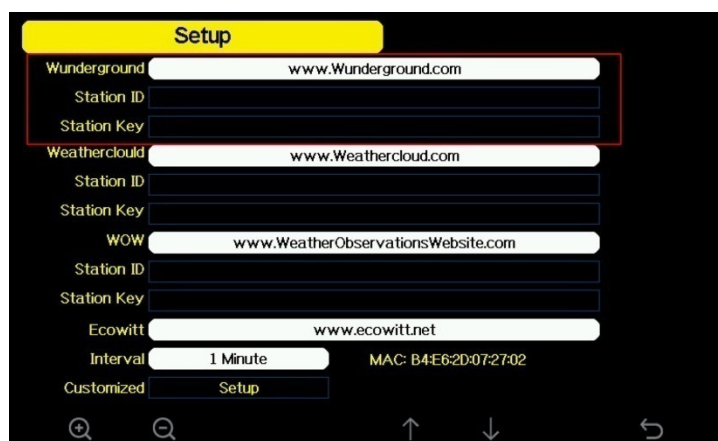 Setup
Wunderground www.Wunderground.com
Station ID
Station Key
Weatherclould www.Weathercloud.com
Station ID
Station Key
WOW www.WeatherObservationsWebsite.com
Station ID
Station Key
Ecowitt www.ecowitt.net
Interval 1 Minute MAC: B4:E6:2D:07:27:02
Customized Setup